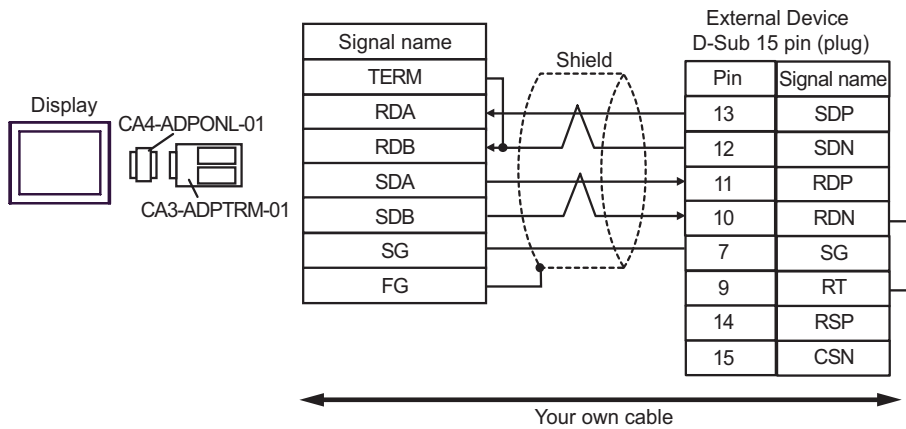 External Device
D-Sub 15 pin (plug)
Display
CA4-ADPONL-01
CA3-ADPTRM-01
Signal name
TERM
RDA
RDB
SDA
SDB
SG
FG
Shield
Pin Signal name
13 SDP
12 SDN
11 RDP
10 RDN
7 SG
9 RT
14 RSP
15 CSN
Your own cable